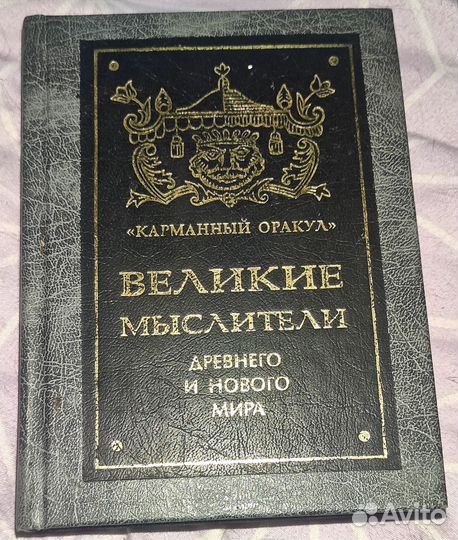 «КАРМАННЫЙ ОРАКУЛ»
ВЕЛИКИЕ
МЫСЛИТЕЛИ
ДРЕВНЕГО
И НОВОГО
МИРА
Avito